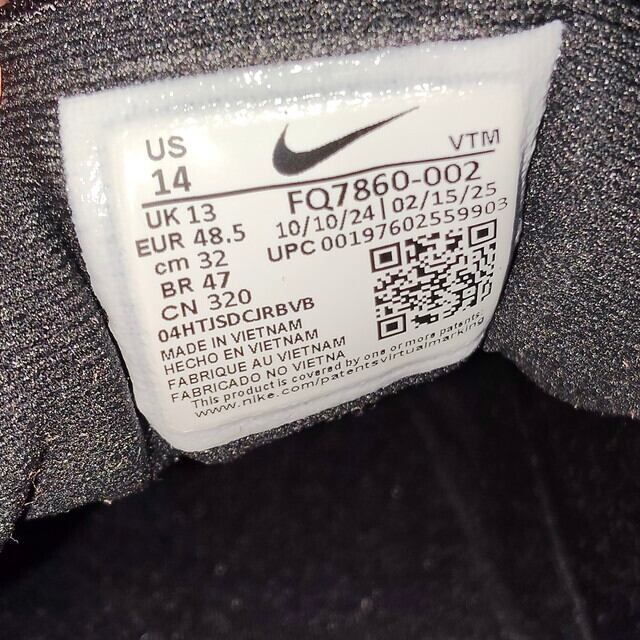 US
14
UK 13
EUR 48.5
cm 32
BR 47
CN 320
04HTJSDCJRBVB
VTM
FQ7860-002
10/10/24 | 02/15/25
UPC 00197602559903
MADE IN VIETNAM
HECHO EN VIETNAM
FABRIQUE AU VIETNAM
FABRICADO NO VIETNA
This product is covered by one or more patents.
www.nike.com/patentsvirtualmarking